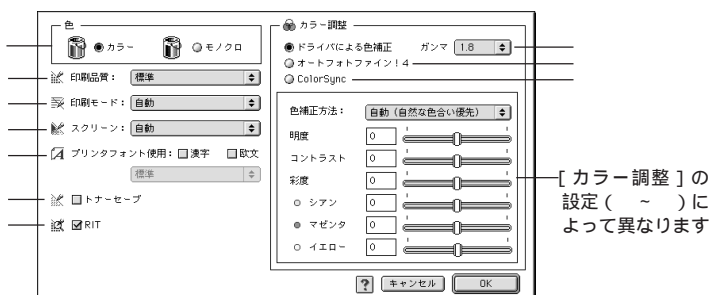 色
カラー
モノクロ
印刷品質： 標準
印刷モード： 自動
スクリーン： 自動
プリンタフォント使用： 漢字 欧文
標準
トナーセーブ
RIT
カラー調整
ドライバによる色補正 ガンマ 1.8
オートフォトファイン！4
ColorSync
色補正方法： 自動（自然な色合い優先）
明度 0
コントラスト 0
彩度 0
シアン 0
マゼンタ 0
イエロー 0
? キャンセル OK
[カラー調整]の
設定（　～　）に
よって異なります